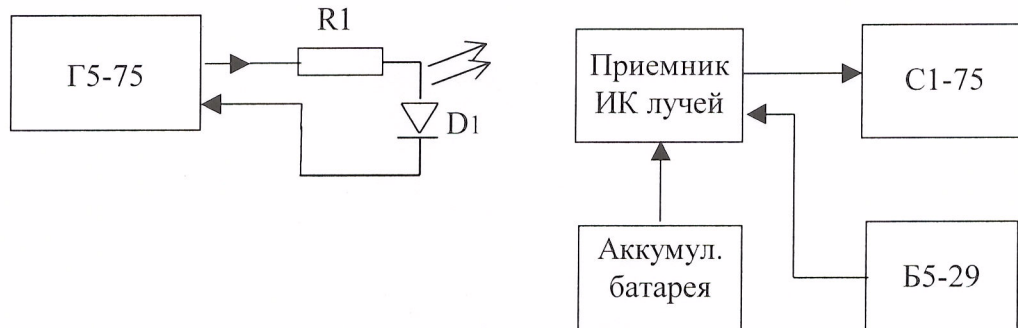 Г5-75
R1
D1
Приемник
ИК лучей
С1-75
Аккумул.
батарея
Б5-29